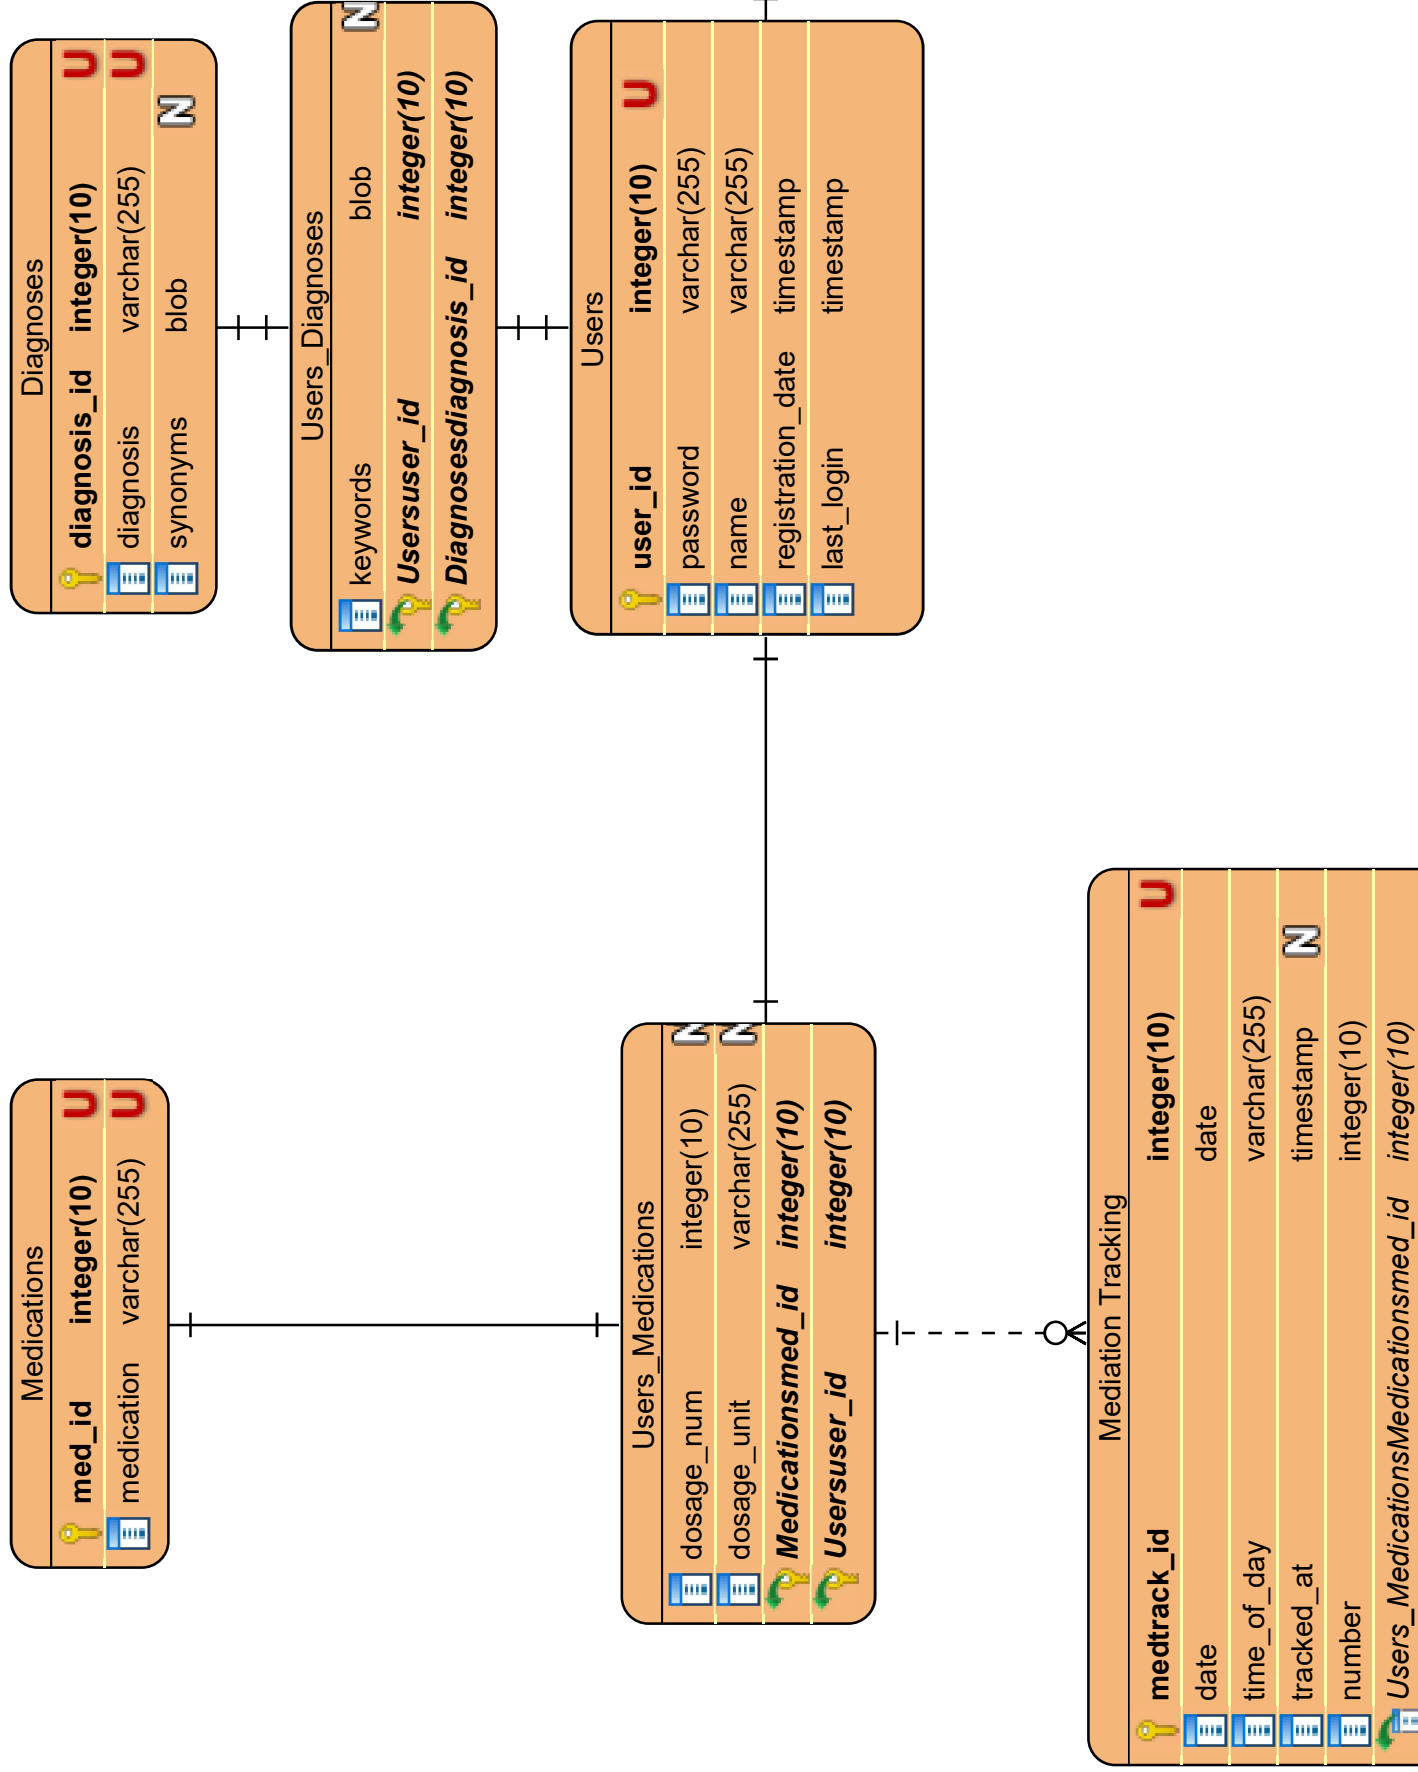 Diagnoses
diagnosis_id integer(10) U
diagnosis varchar(255) U
synonyms blob N
Users_Diagnoses
keywords blob N
Usersuser_id integer(10)
Diagnosesdiagnosis_id integer(10)
Users
user_id integer(10) U
password varchar(255)
name varchar(255)
registration_date timestamp
last_login timestamp
Medications
med_id integer(10) U
medication varchar(255) U
Users_Medications
dosage_num integer(10) N
dosage_unit varchar(255) N
Medicationsmed_id integer(10)
Usersuser_id integer(10)
Mediation Tracking
medtrack_id integer(10) U
date date
time_of_day varchar(255)
tracked_at timestamp N
number integer(10)
Users_MedicationsMedicationsmed_id integer(10)